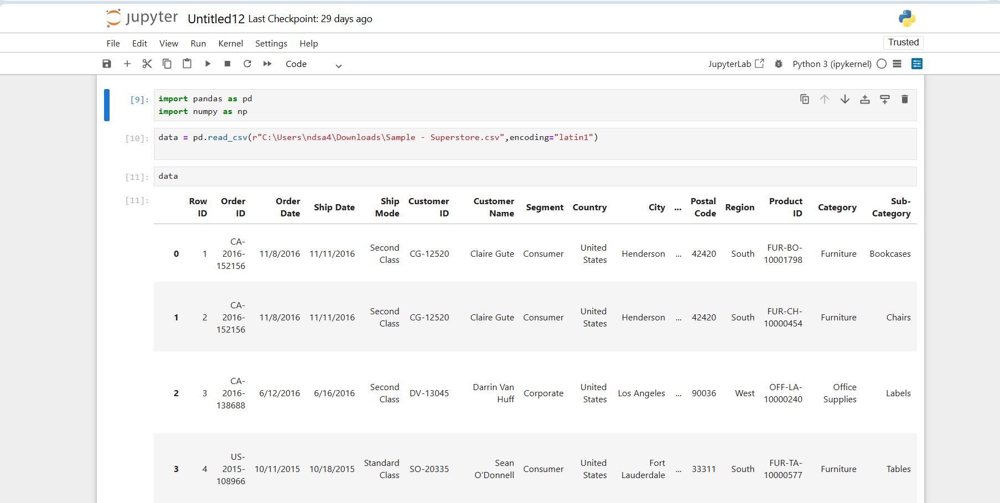 jupyter Untitled12 Last Checkpoint: 29 days ago
File Edit View Run Kernel Settings Help Trusted
Code JupyterLab Python 3 (ipykernel)
[9]: import pandas as pd
import numpy as np
[10]: data = pd.read_csv(r"C:\Users\ndsa4\Downloads\Sample - Superstore.csv",encoding="latin1")
[11]: data
[11]: Row ID Order ID Order Date Ship Date Ship Mode Customer ID Customer Name Segment Country City ... Postal Code Region Product ID Category Sub-Category
0 1 CA-2016-152156 11/8/2016 11/11/2016 Second Class CG-12520 Claire Gute Consumer United States Henderson ... 42420 South FUR-BO-10001798 Furniture Bookcases
1 2 CA-2016-152156 11/8/2016 11/11/2016 Second Class CG-12520 Claire Gute Consumer United States Henderson ... 42420 South FUR-CH-10000454 Furniture Chairs
2 3 CA-2016-138688 6/12/2016 6/16/2016 Second Class DV-13045 Darrin Van Huff Corporate United States Los Angeles ... 90036 West OFF-LA-10000240 Office Supplies Labels
3 4 US-2015-108966 10/11/2015 10/18/2015 Standard Class SO-20335 Sean O'Donnell Consumer United States Fort Lauderdale ... 33311 South FUR-TA-10000577 Furniture Tables